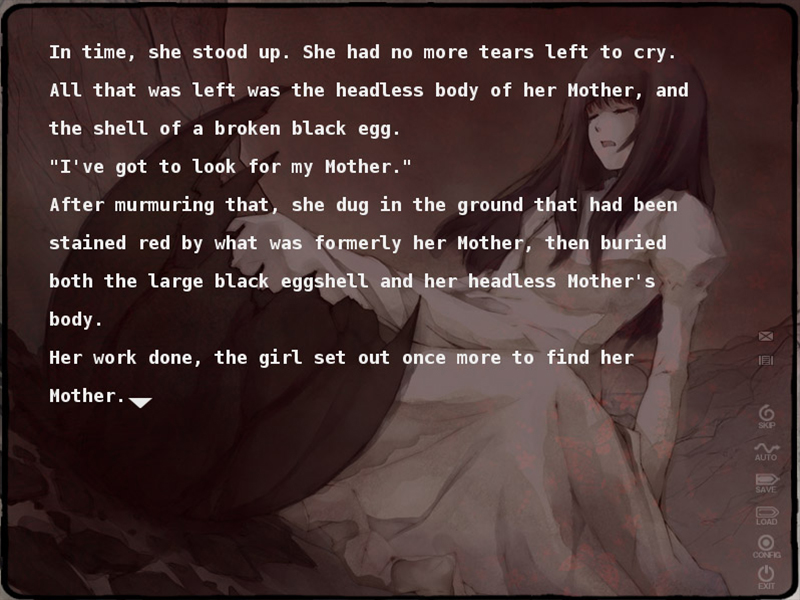 In time, she stood up. She had no more tears left to cry.
All that was left was the headless body of her Mother, and
the shell of a broken black egg.
"I've got to look for my Mother."
After murmuring that, she dug in the ground that had been
stained red by what was formerly her Mother, then buried
both the large black eggshell and her headless Mother's
body.
Her work done, the girl set out once more to find her
Mother.
SKIP
AUTO
SAVE
LOAD
CONFIG
EXIT